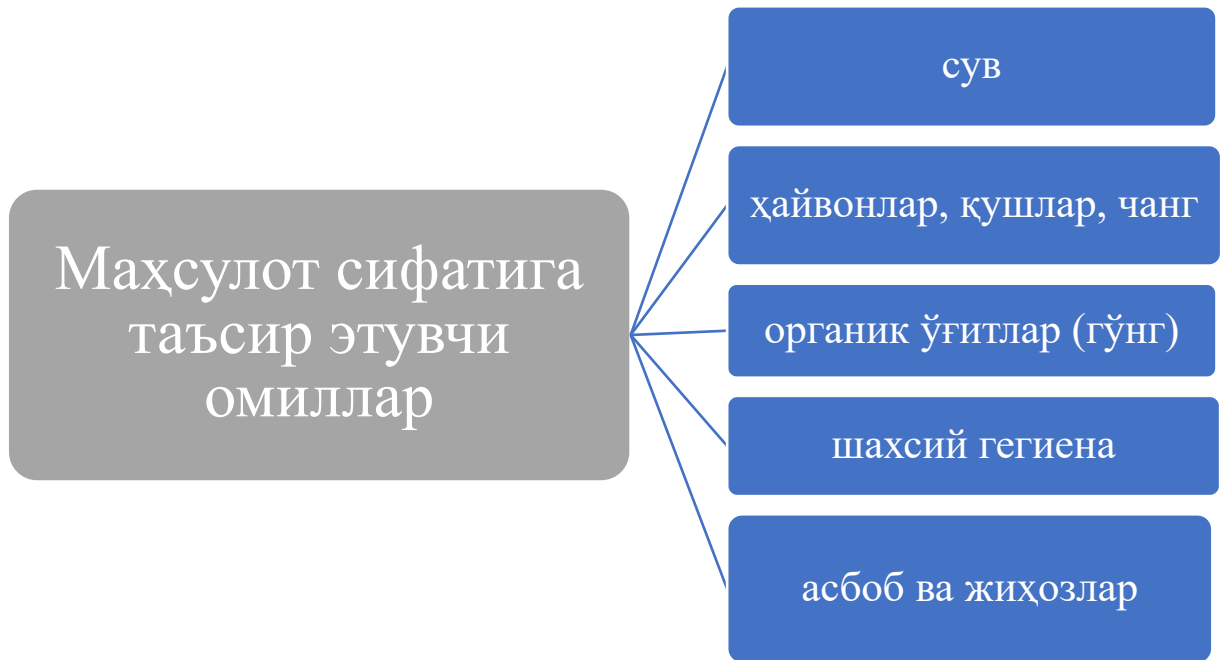 Маҳсулот сифатига
таъсир этувчи
омиллар
сув
ҳайвонлар, қушлар, чанг
органик ўғитлар (гўнг)
шахсий гегиена
асбоб ва жиҳозлар